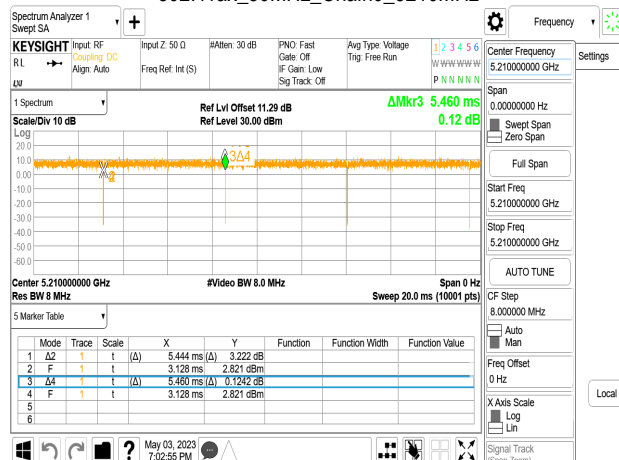 Spectrum Analyzer 1
Swept SA
Frequency
KEYSIGHT
RL
LXI
Input: RF
Coupling: DC
Align: Auto
Input Z: 50 Ω
Freq Ref: Int (S)
#Atten: 30 dB
PNO: Fast
Gate: Off
IF Gain: Low
Sig Track: Off
Avg Type: Voltage
Trig: Free Run
1 2 3 4 5 6
W W W W W W
P N N N N N
1 Spectrum
Scale/Div 10 dB
Ref Lvl Offset 11.29 dB
Ref Level 30.00 dBm
ΔMkr3 5.460 ms
0.12 dB
Log
20.0
10.0
0.00
-10.0
-20.0
-30.0
-40.0
-50.0
-60.0
3Δ4
Center 5.210000000 GHz
Res BW 8 MHz
#Video BW 8.0 MHz
Span 0 Hz
Sweep 20.0 ms (10001 pts)
5 Marker Table
Mode Trace Scale X Y Function Function Width Function Value
1 Δ2 1 t (Δ) 5.444 ms (Δ) 3.222 dB
2 F 1 t 3.128 ms 2.821 dBm
3 Δ4 1 t (Δ) 5.460 ms (Δ) 0.1242 dB
4 F 1 t 3.128 ms 2.821 dBm
5
6
May 03, 2023
7:02:55 PM
Center Frequency
5.210000000 GHz
Span
0.00000000 Hz
Swept Span
Zero Span
Full Span
Start Freq
5.210000000 GHz
Stop Freq
5.210000000 GHz
AUTO TUNE
CF Step
8.000000 MHz
Auto
Man
Freq Offset
0 Hz
X Axis Scale
Log
Lin
Signal Track
(Span Zoom)
Settings
Local